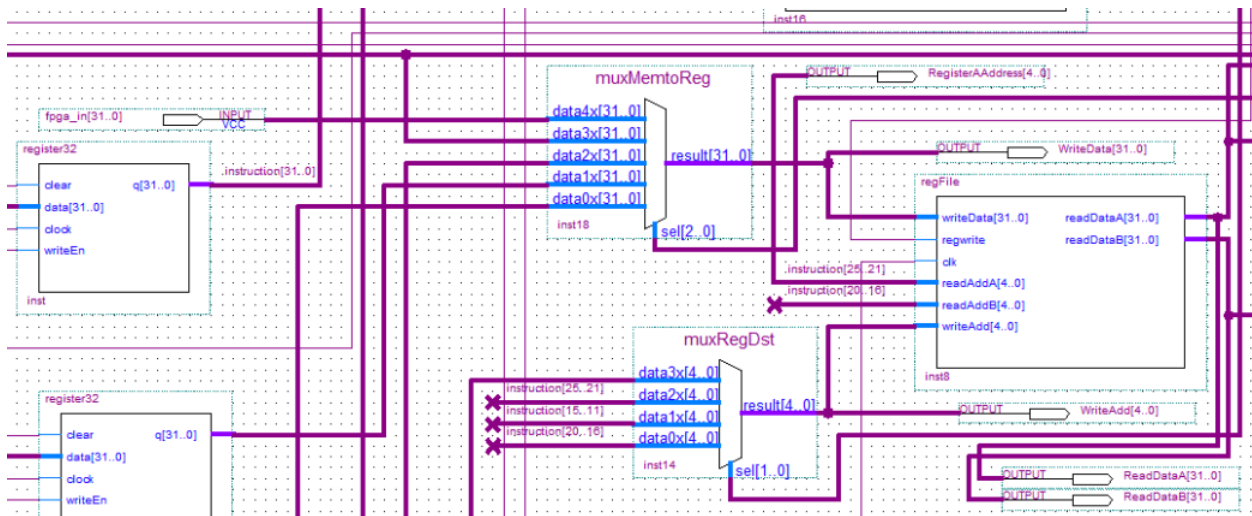 inst16
muxMemtoReg
OUTPUT
RegisterAAddress[4..0]
fpga_in[31..0]
INPUT
VCC
data4x[31..0]
data3x[31..0]
data2x[31..0]
data1x[31..0]
data0x[31..0]
result[31..0]
sel[2..0]
inst18
OUTPUT
WriteData[31..0]
register32
clear
data[31..0]
clock
writeEn
q[31..0]
inst
instruction[31..0]
regFile
writeData[31..0]
regwrite
clk
readAddA[4..0]
readAddB[4..0]
writeAdd[4..0]
readDataA[31..0]
readDataB[31..0]
inst8
instruction[25..21]
instruction[20..16]
muxRegDst
data3x[4..0]
data2x[4..0]
data1x[4..0]
data0x[4..0]
result[4..0]
sel[1..0]
inst14
instruction[25..21]
instruction[15..11]
instruction[20..16]
OUTPUT
WriteAdd[4..0]
register32
clear
data[31..0]
clock
writeEn
q[31..0]
OUTPUT
ReadDataA[31..0]
OUTPUT
ReadDataB[31..0]